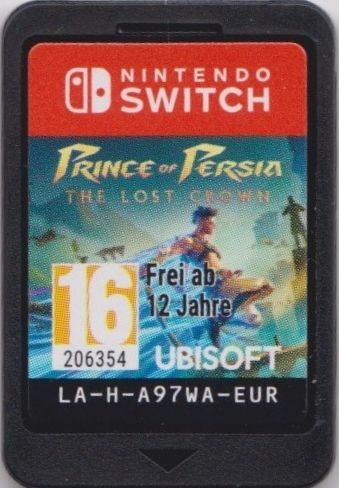 NINTENDO
SWITCH
PRINCE OF PERSIA
THE LOST CROWN
16
206354
Frei ab
12 Jahre
UBISOFT
LA-H-A97WA-EUR